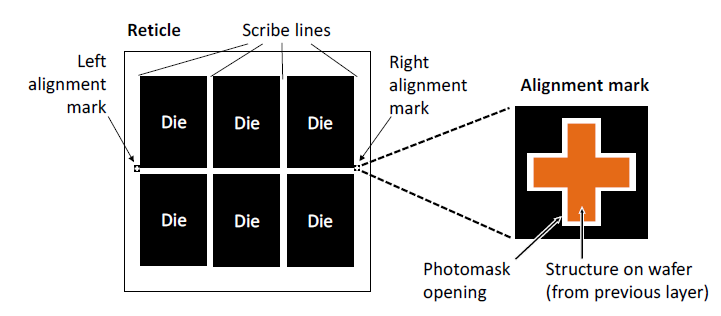 Reticle
Scribe lines
Left
alignment
mark
Right
alignment
mark
Alignment mark
Die Die Die
Die Die Die
Photomask
opening
Structure on wafer
(from previous layer)